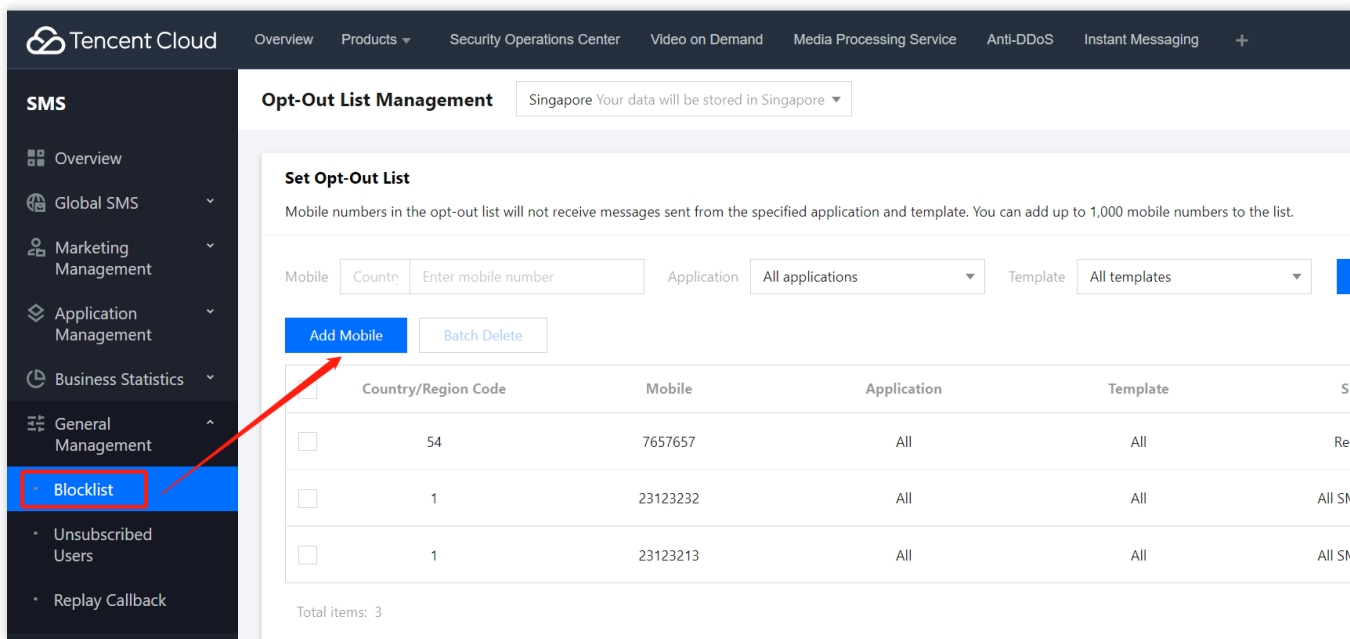 Tencent Cloud
Overview Products Security Operations Center Video on Demand Media Processing Service Anti-DDoS Instant Messaging +
SMS
Overview
Global SMS
Marketing
Management
Application
Management
Business Statistics
General
Management
Blocklist
Unsubscribed
Users
Replay Callback
Opt-Out List Management Singapore Your data will be stored in Singapore
Set Opt-Out List
Mobile numbers in the opt-out list will not receive messages sent from the specified application and template. You can add up to 1,000 mobile numbers to the list.
Mobile Country Enter mobile number Application All applications Template All templates
Add Mobile Batch Delete
Country/Region Code Mobile Application Template
54 7657657 All All
1 23123232 All All All
1 23123213 All All All
Total items: 3